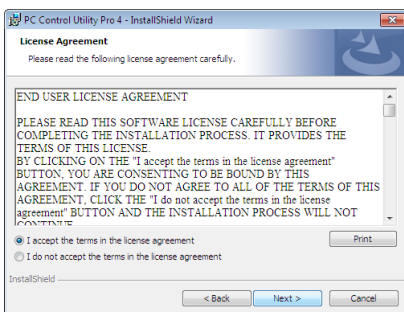 PC Control Utility Pro 4 - InstallShield Wizard
License Agreement
Please read the following license agreement carefully.
END USER LICENSE AGREEMENT
PLEASE READ THIS SOFTWARE LICENSE CAREFULLY BEFORE
COMPLETING THE INSTALLATION PROCESS. IT PROVIDES THE
TERMS OF THIS LICENSE.
BY CLICKING ON THE "I accept the terms in the license agreement"
BUTTON, YOU ARE CONSENTING TO BE BOUND BY THIS
AGREEMENT. IF YOU DO NOT AGREE TO ALL OF THE TERMS OF THIS
AGREEMENT, CLICK THE "I do not accept the terms in the license
agreement" BUTTON AND THE INSTALLATION PROCESS WILL NOT
CONTINUE
I accept the terms in the license agreement
Print
I do not accept the terms in the license agreement
InstallShield
< Back
Next >
Cancel